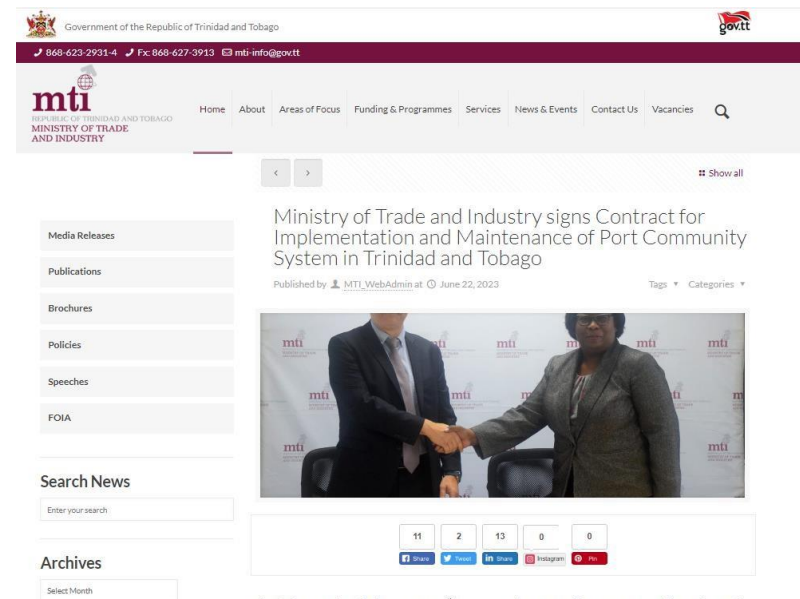 Government of the Republic of Trinidad and Tobago
gov.tt
868-623-2931-4 Fx: 868-627-3913 mti-info@gov.tt
mti
REPUBLIC OF TRINIDAD AND TOBAGO
MINISTRY OF TRADE
AND INDUSTRY
Home About Areas of Focus Funding & Programmes Services News & Events Contact Us Vacancies
Show all
Media Releases
Publications
Brochures
Policies
Speeches
FOIA
Search News
Enter your search
Archives
Select Month
Ministry of Trade and Industry signs Contract for
Implementation and Maintenance of Port Community
System in Trinidad and Tobago
Published by MTI_WebAdmin at June 22, 2023 Tags Categories
mti mti mti mti
mti mti
mti mti
11 2 13 0 0
Share Tweet Share Instagram Pin